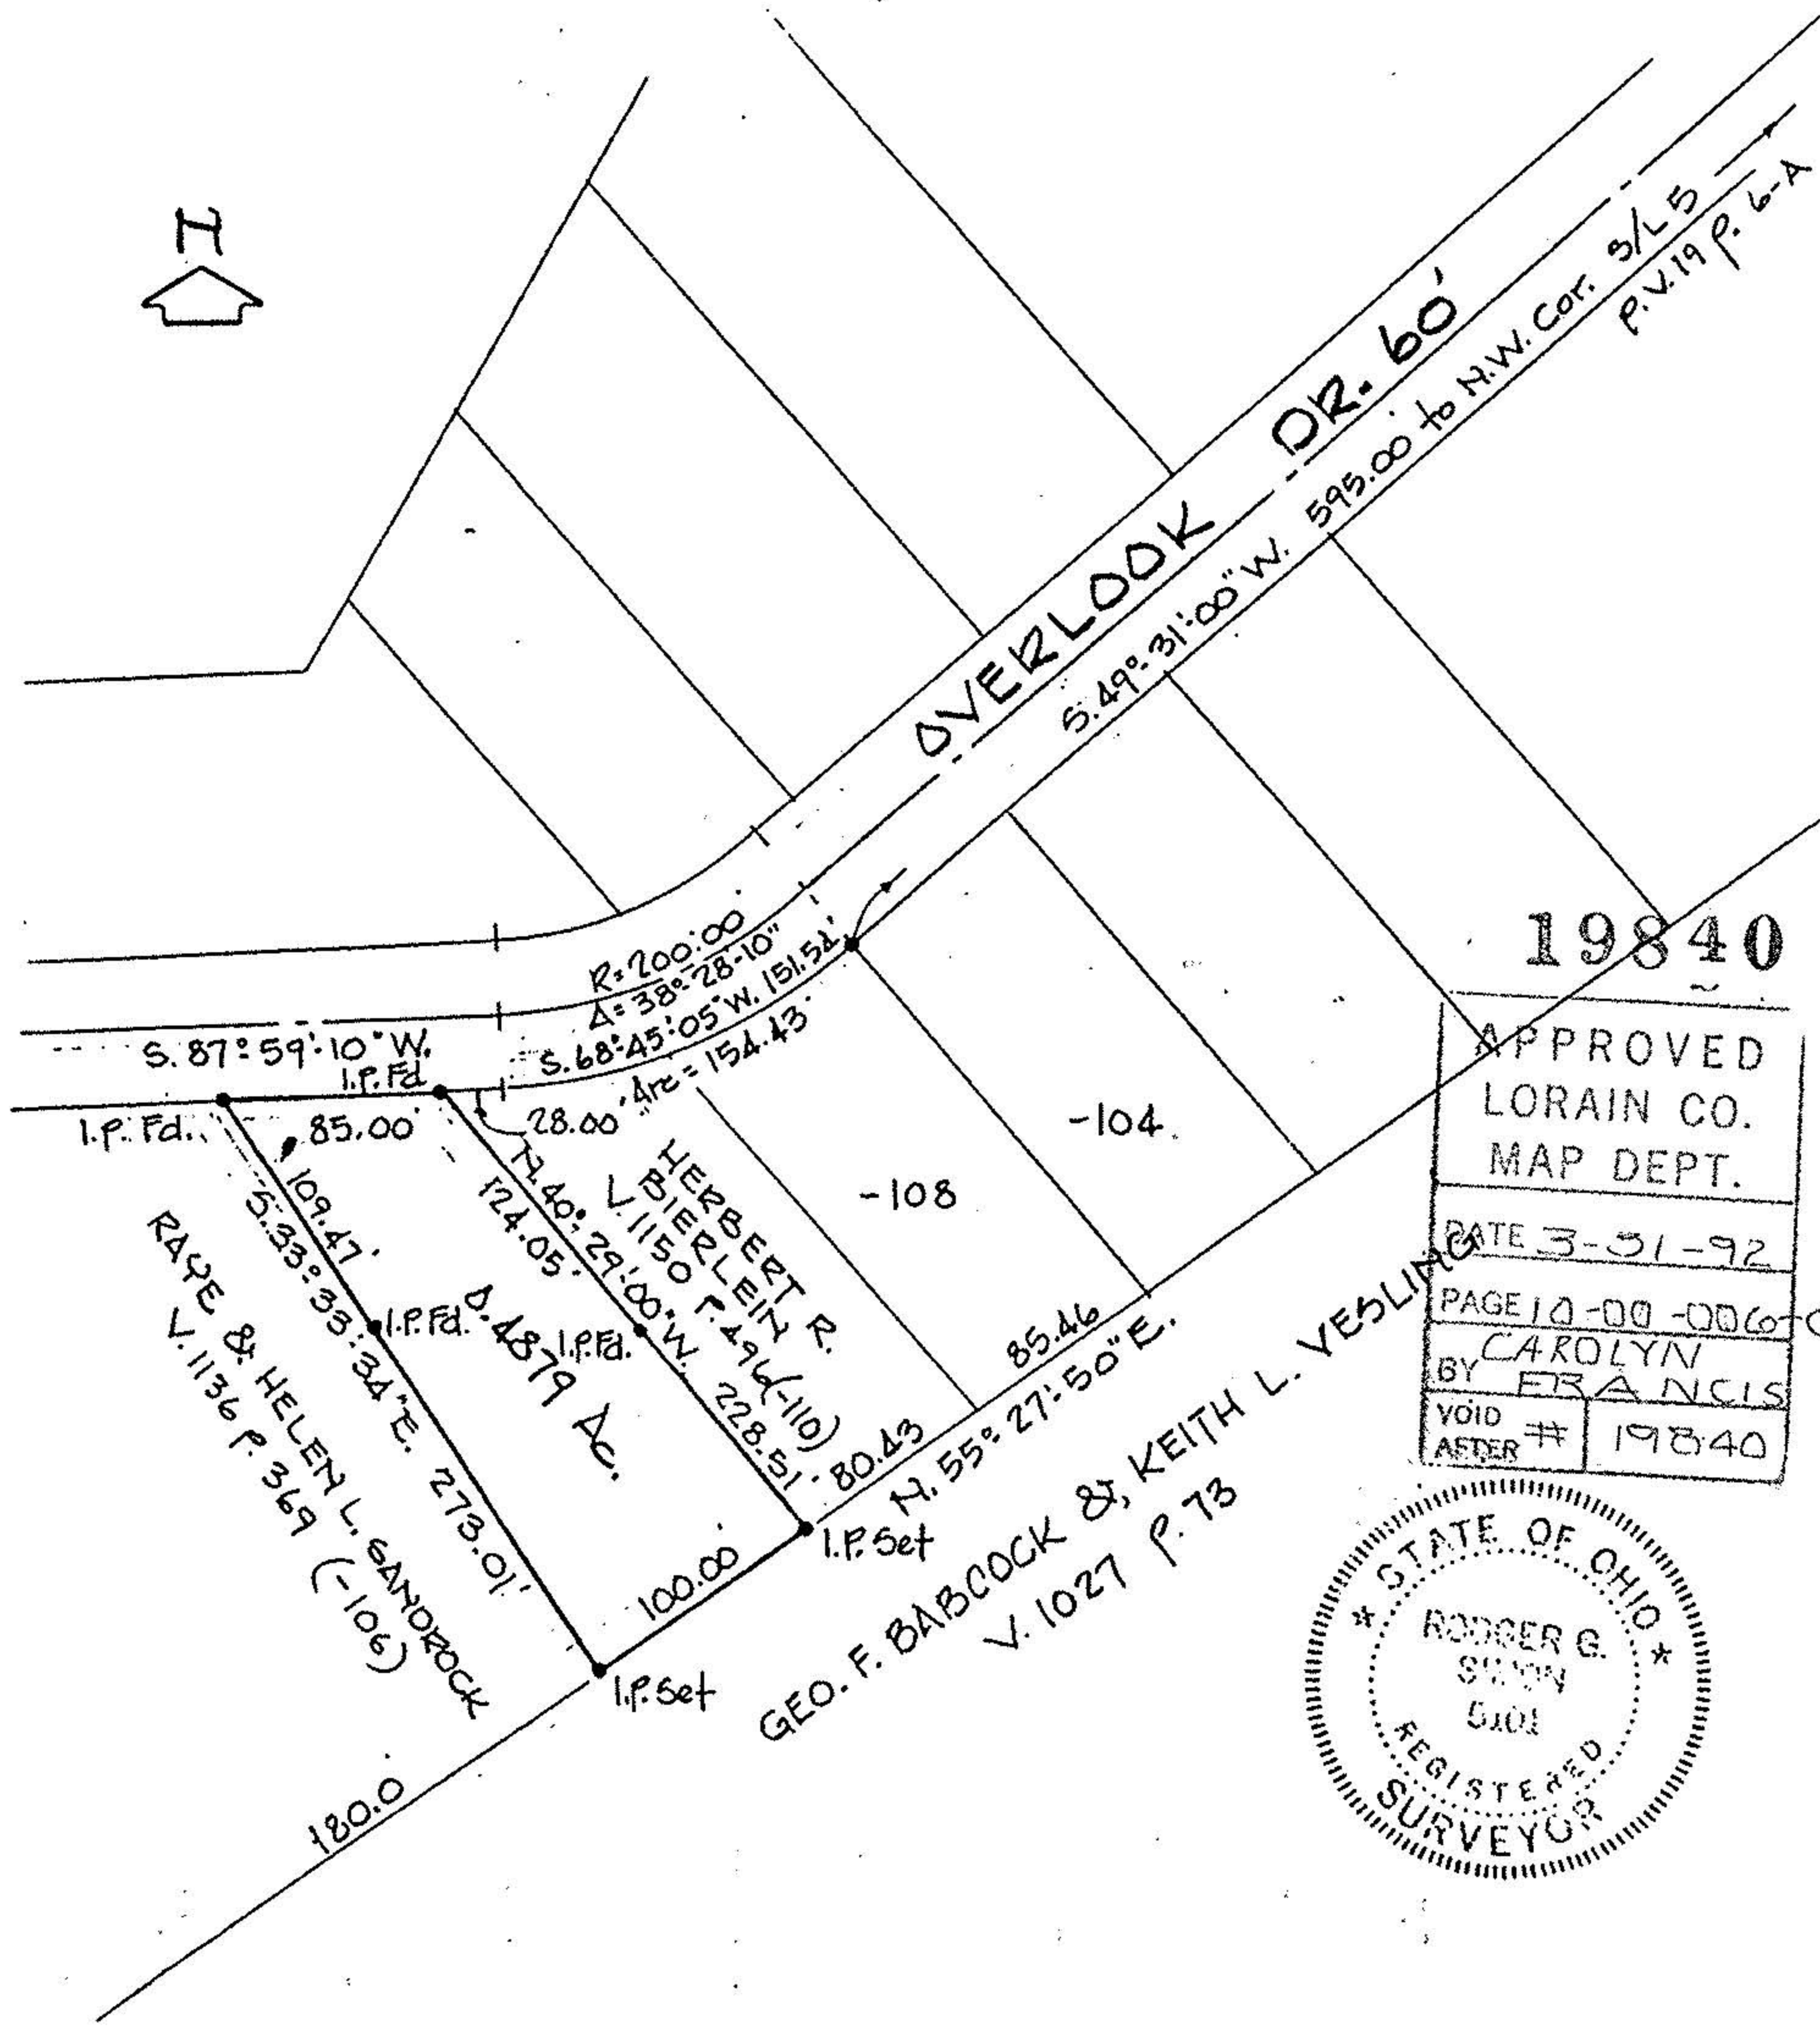 N
OVERLOOK DR. 60'
S. 49°-31'-00" W. 595.00' to N.W. Cor. S/L 5
P.V. 19 P. 6-A
R=200.00'
Δ=38°-28'-10"
S. 68°-45'-05" W. 151.54'
Arc = 154.43'
S. 87°-59'-10" W.
I.P. Fd.
I.P. Fd.
85.00'
28.00'
109.47'
S. 33°-33'-34" E. 273.01'
RAYE & HELEN L. GANDROCK
V. 1136 P. 369 (-106)
I.P. Fd.
0.4879 Ac.
I.P. Fd.
N. 40°-29'-00" W. 228.51'
124.05'
HERBERT R.
BIERLEIN
V. 1150 P. 496 (-110)
-108
-104
85.46
80.43
N. 55°-27'-50" E.
I.P. Set
100.00
I.P. Set
180.0
GEO. F. BABCOCK &, KEITH L. YESLING
V. 1027 P. 73
19840
APPROVED
LORAIN CO.
MAP DEPT.
DATE 3-31-92
PAGE 10-00-006-C
BY CAROLYN
FRANCIS
VOID
AFTER # 19840
STATE OF OHIO
RODGER G.
REGISTERED
SURVEYOR